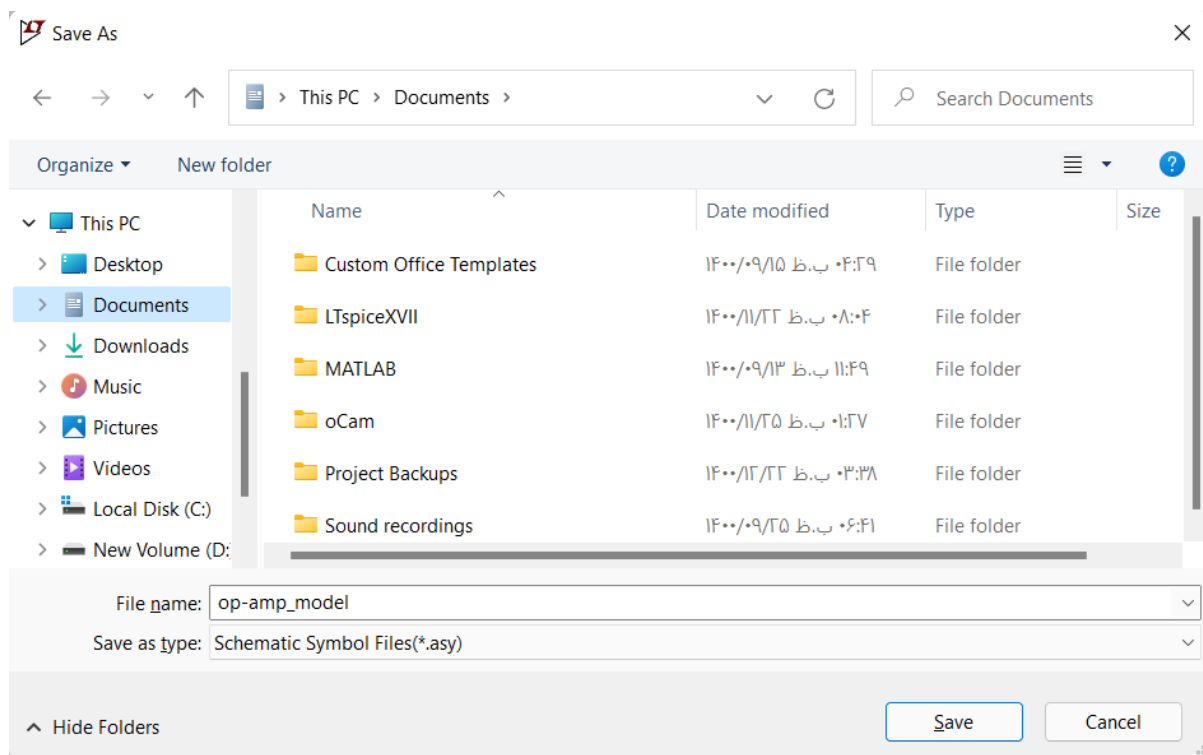 Save As
This PC > Documents >
Search Documents
Organize New folder
Name Date modified Type Size
This PC
Desktop
Documents
Downloads
Music
Pictures
Videos
Local Disk (C:)
New Volume (D:
Custom Office Templates ۱۴۰۰/۰۹/۱۵ ب.ظ ۰۴:۲۹ File folder
LTspiceXVII ۱۴۰۰/۱۱/۲۲ ب.ظ ۰۸:۰۴ File folder
MATLAB ۱۴۰۰/۰۹/۱۳ ب.ظ ۱۱:۴۹ File folder
oCam ۱۴۰۰/۱۱/۲۵ ب.ظ ۰۱:۲۷ File folder
Project Backups ۱۴۰۰/۱۲/۲۲ ب.ظ ۰۳:۳۸ File folder
Sound recordings ۱۴۰۰/۰۹/۲۵ ب.ظ ۰۶:۴۱ File folder
File name: op-amp_model
Save as type: Schematic Symbol Files(*.asy)
Hide Folders Save Cancel